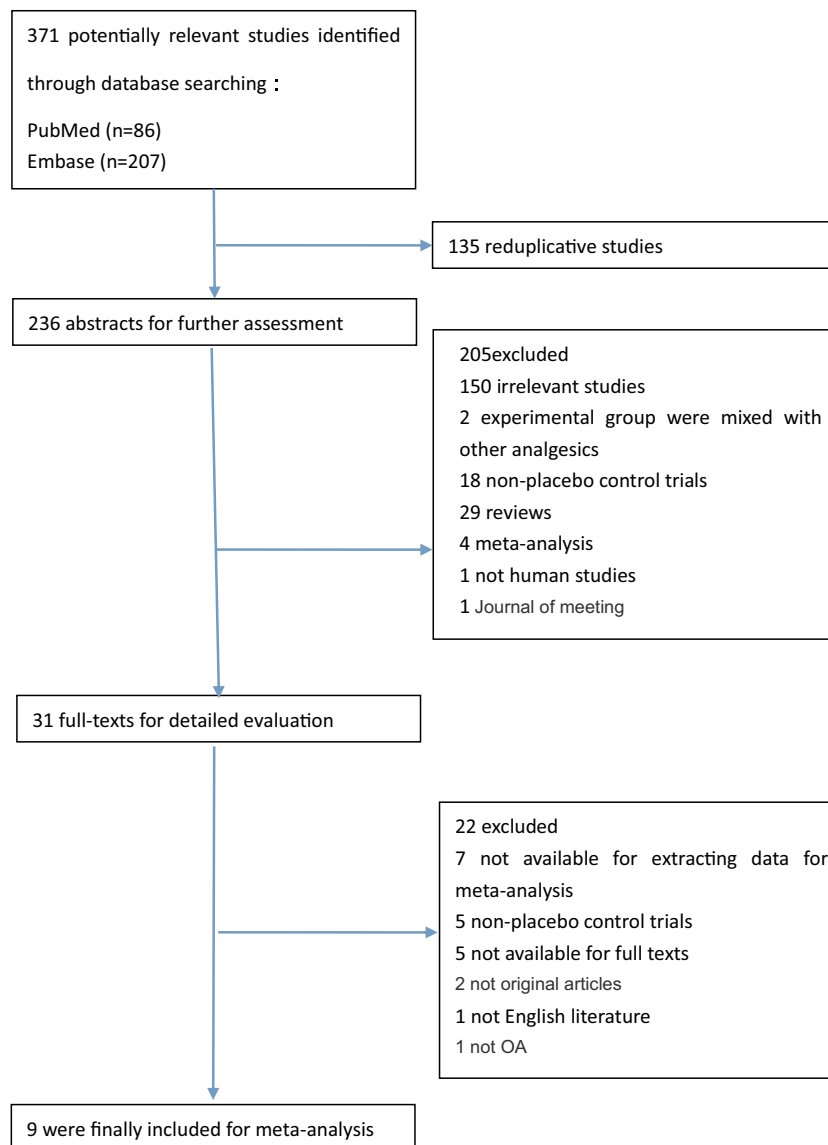 371 potentially relevant studies identified
through database searching：
PubMed (n=86)
Embase (n=207)
135 reduplicative studies
236 abstracts for further assessment
205excluded
150 irrelevant studies
2 experimental group were mixed with
other analgesics
18 non-placebo control trials
29 reviews
4 meta-analysis
1 not human studies
1 Journal of meeting
31 full-texts for detailed evaluation
22 excluded
7 not available for extracting data for
meta-analysis
5 non-placebo control trials
5 not available for full texts
2 not original articles
1 not English literature
1 not OA
9 were finally included for meta-analysis